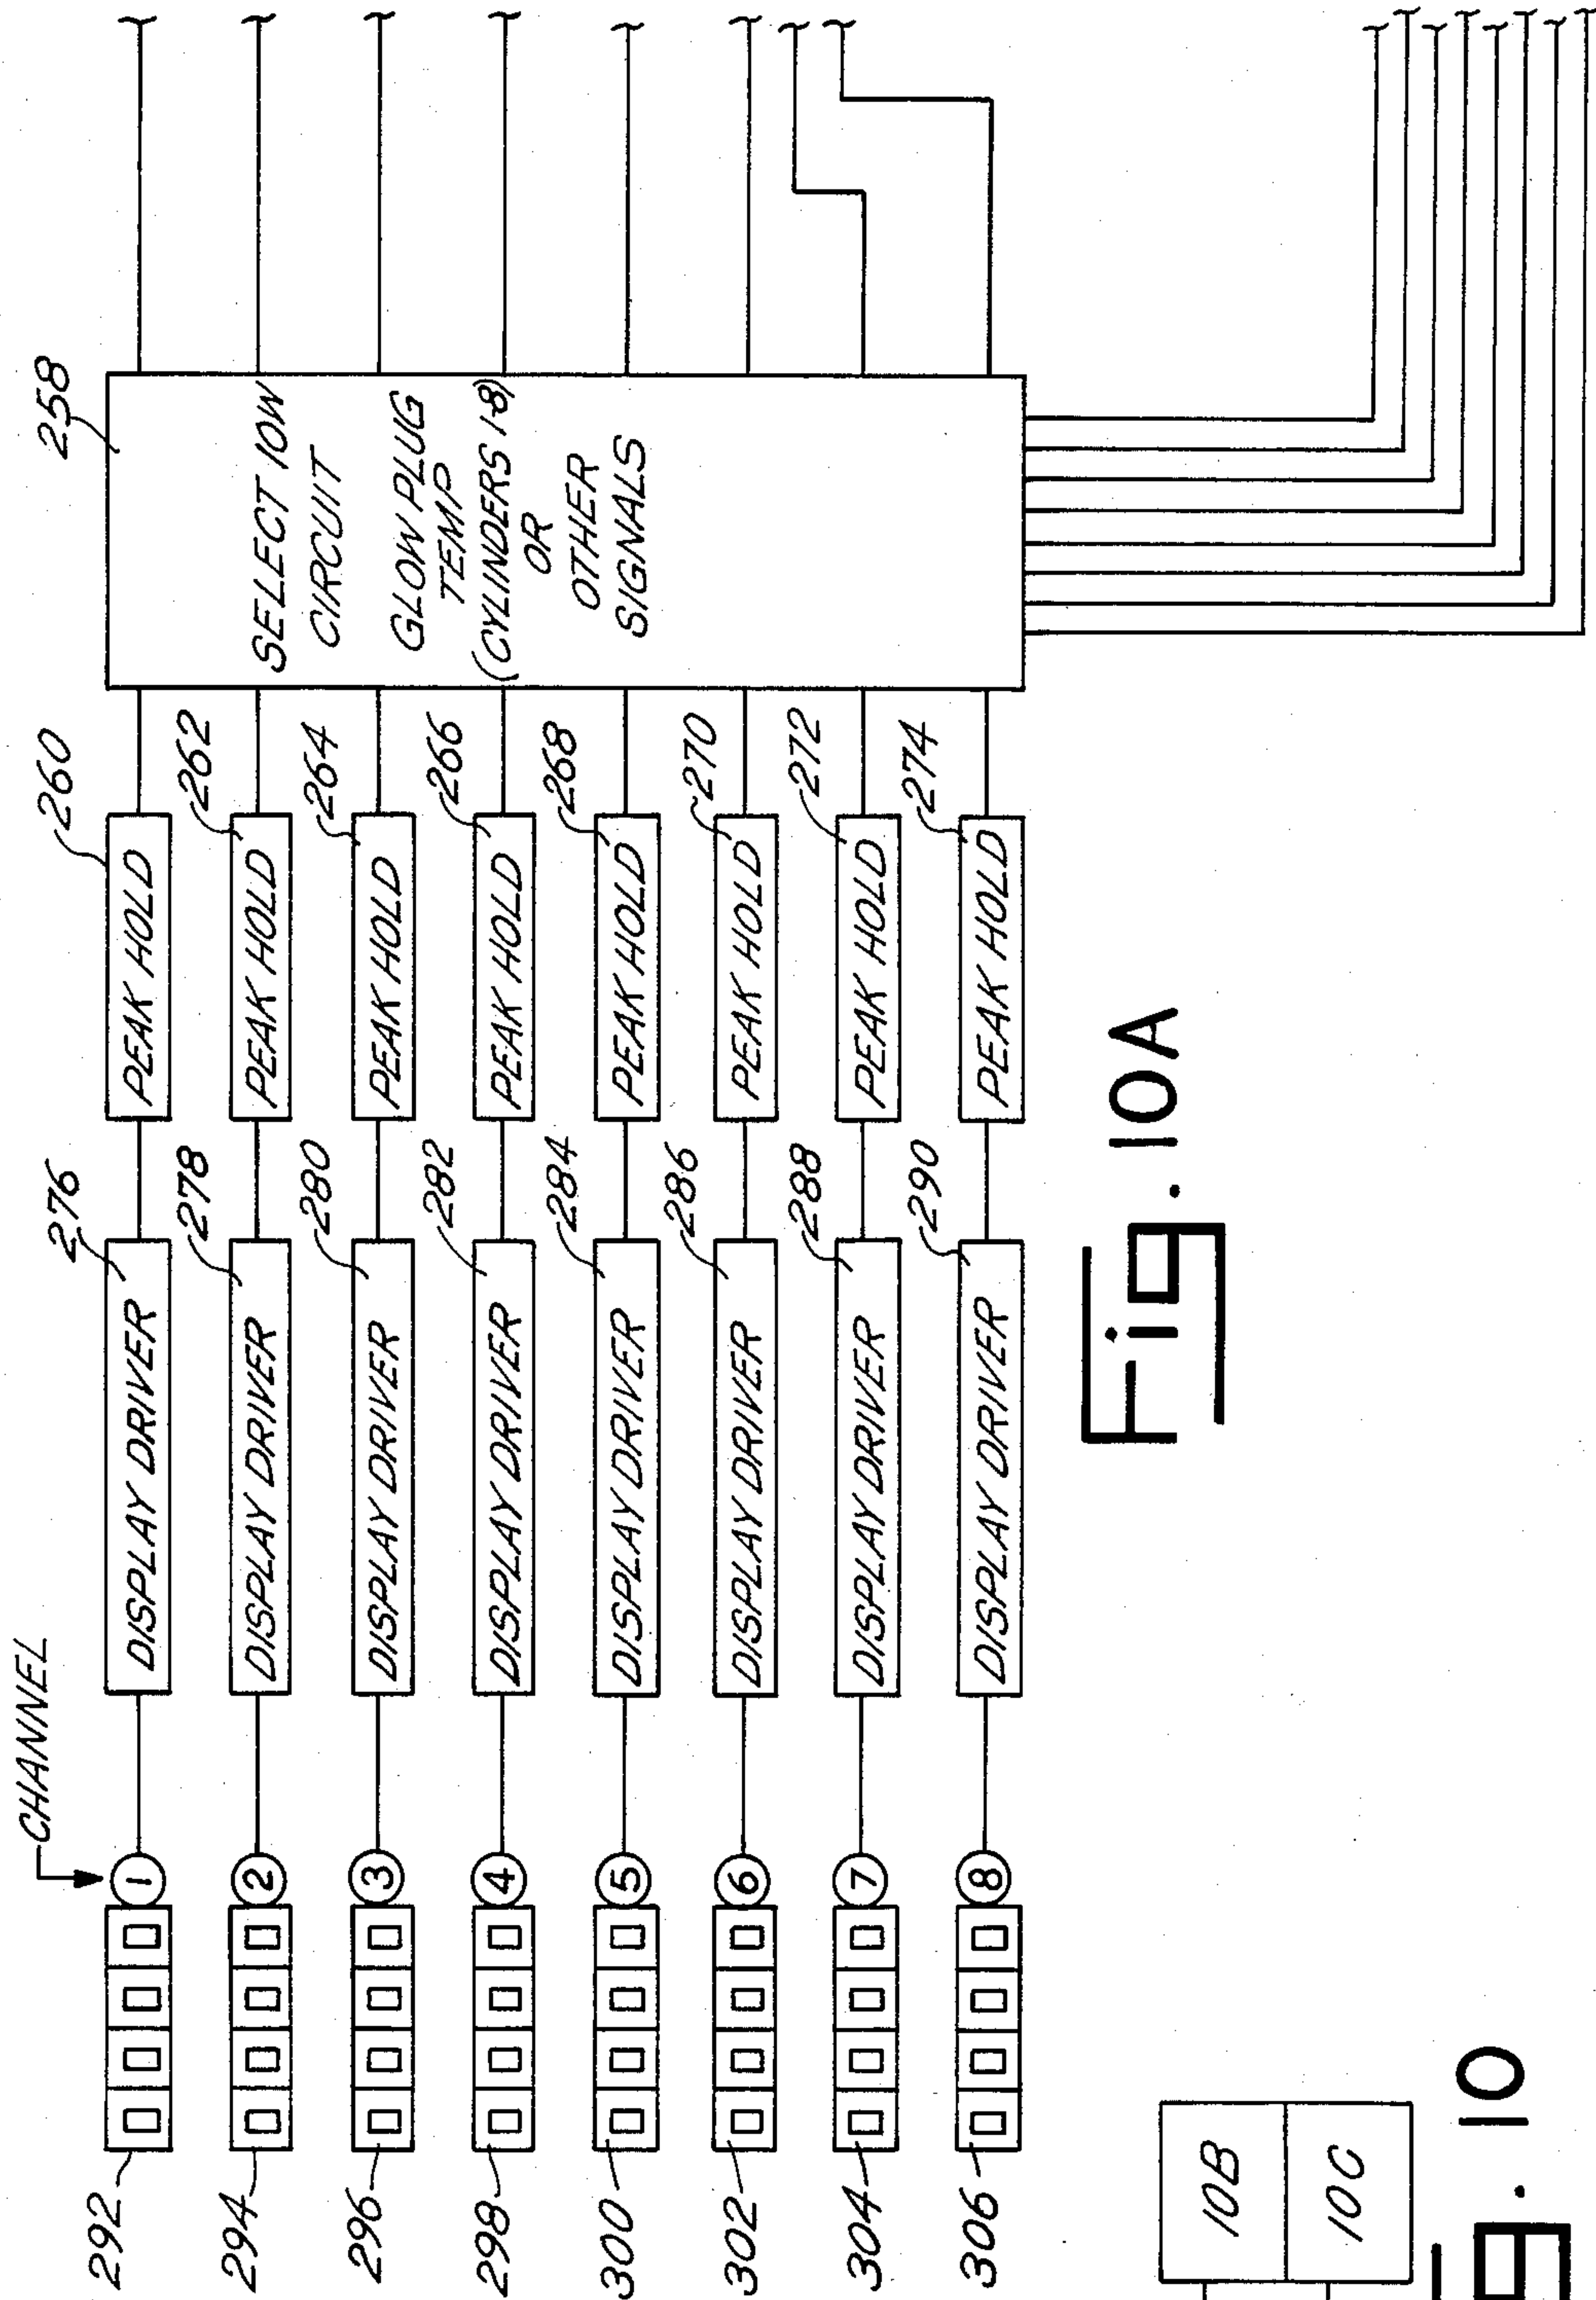 CHANNEL
292
1
DISPLAY DRIVER
276
PEAK HOLD
260
258
294
2
DISPLAY DRIVER
278
PEAK HOLD
262
296
3
DISPLAY DRIVER
280
PEAK HOLD
264
298
4
DISPLAY DRIVER
282
PEAK HOLD
266
300
5
DISPLAY DRIVER
284
PEAK HOLD
268
302
6
DISPLAY DRIVER
286
PEAK HOLD
270
304
7
DISPLAY DRIVER
288
PEAK HOLD
272
306
8
DISPLAY DRIVER
290
PEAK HOLD
274
SELECT ION
CIRCUIT
GLOW PLUG
TEMP
(CYLINDERS 1-8)
OR
OTHER
SIGNALS
Fig. 10A
10B
10C